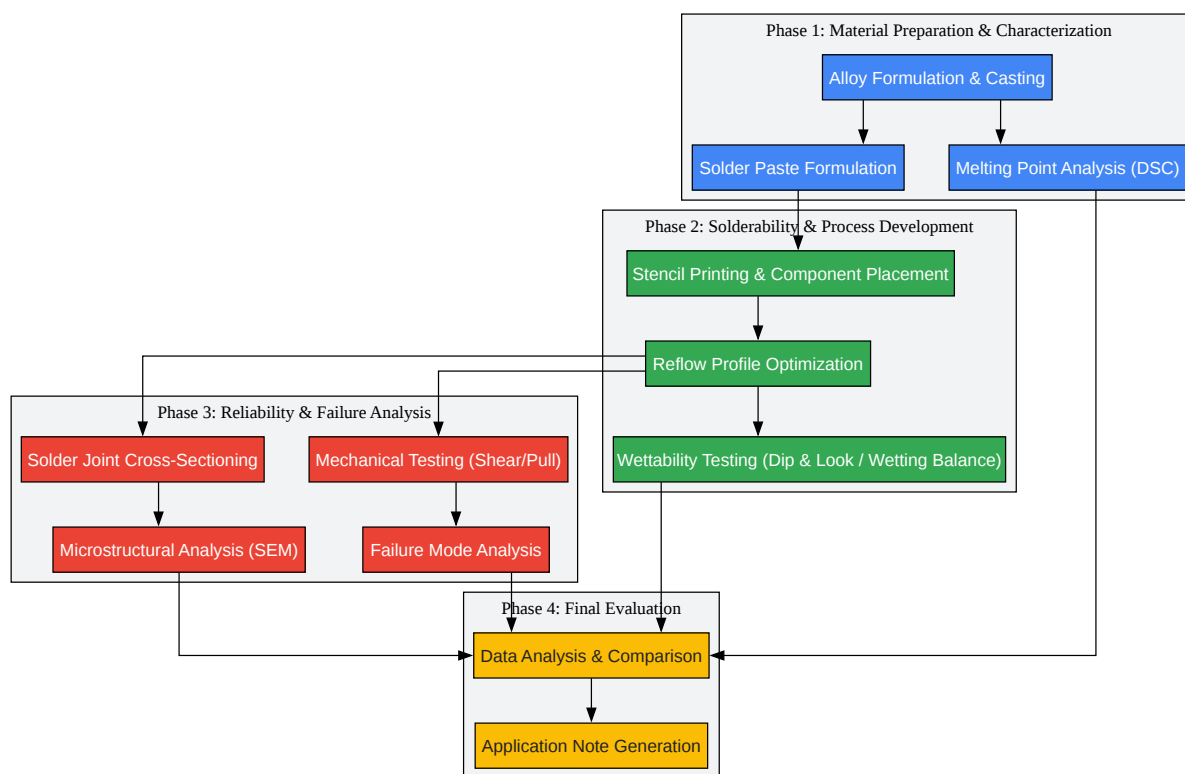 Phase 1: Material Preparation & Characterization
Alloy Formulation & Casting
Solder Paste Formulation
Melting Point Analysis (DSC)
Phase 2: Solderability & Process Development
Stencil Printing & Component Placement
Reflow Profile Optimization
Wettability Testing (Dip & Look / Wetting Balance)
Phase 3: Reliability & Failure Analysis
Solder Joint Cross-Sectioning
Mechanical Testing (Shear/Pull)
Microstructural Analysis (SEM)
Failure Mode Analysis
Phase 4: Final Evaluation
Data Analysis & Comparison
Application Note Generation